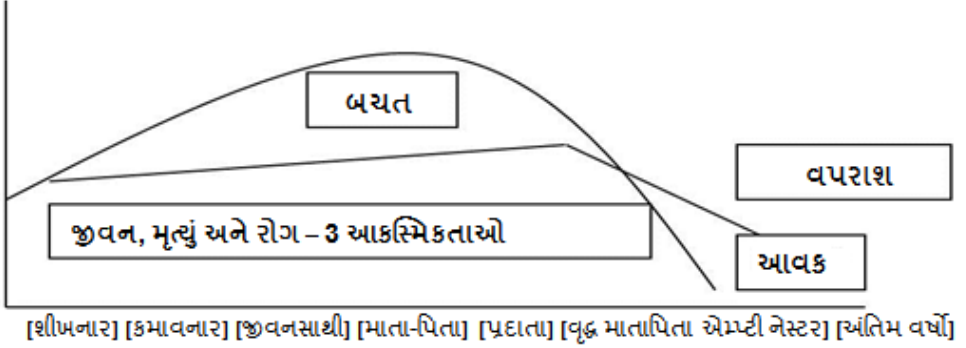 બચત
વપરાશ
જીવન, મૃત્યું અને રોગ – 3 આકસ્મિકતાઓ
આવક
[શીખનાર] [કમાવનાર] [જીવનસાથી] [માતા-પિતા] [પ્રદાતા] [વૃદ્ધ માતાપિતા એમ્પ્ટી નેસ્ટર] [અંતિમ વર્ષો]